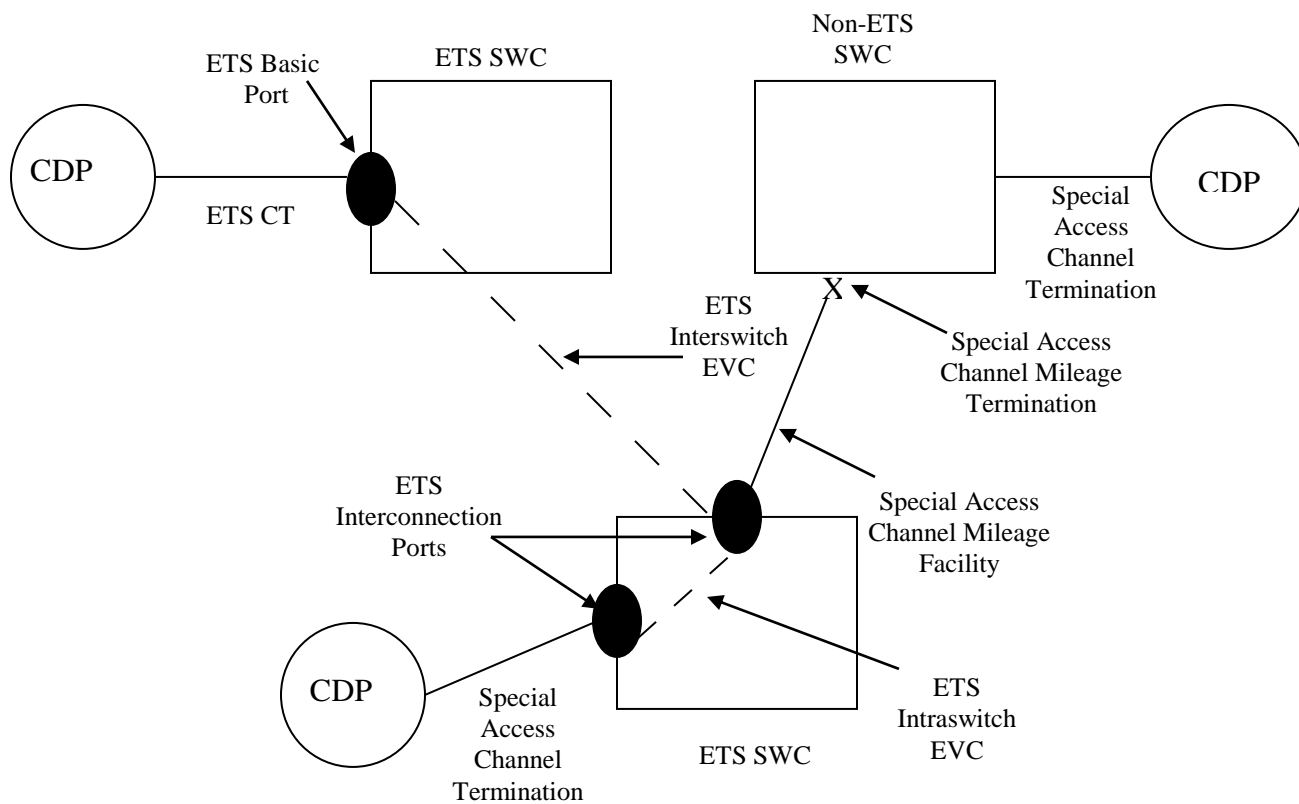 Non-ETS
SWC
ETS SWC
ETS Basic
Port
CDP
ETS CT
CDP
Special
Access
Channel
Termination
X
ETS
Interswitch
EVC
Special Access
Channel Mileage
Termination
ETS
Interconnection
Ports
Special Access
Channel Mileage
Facility
CDP
Special
Access
Channel
Termination
ETS SWC
ETS
Intraswitch
EVC